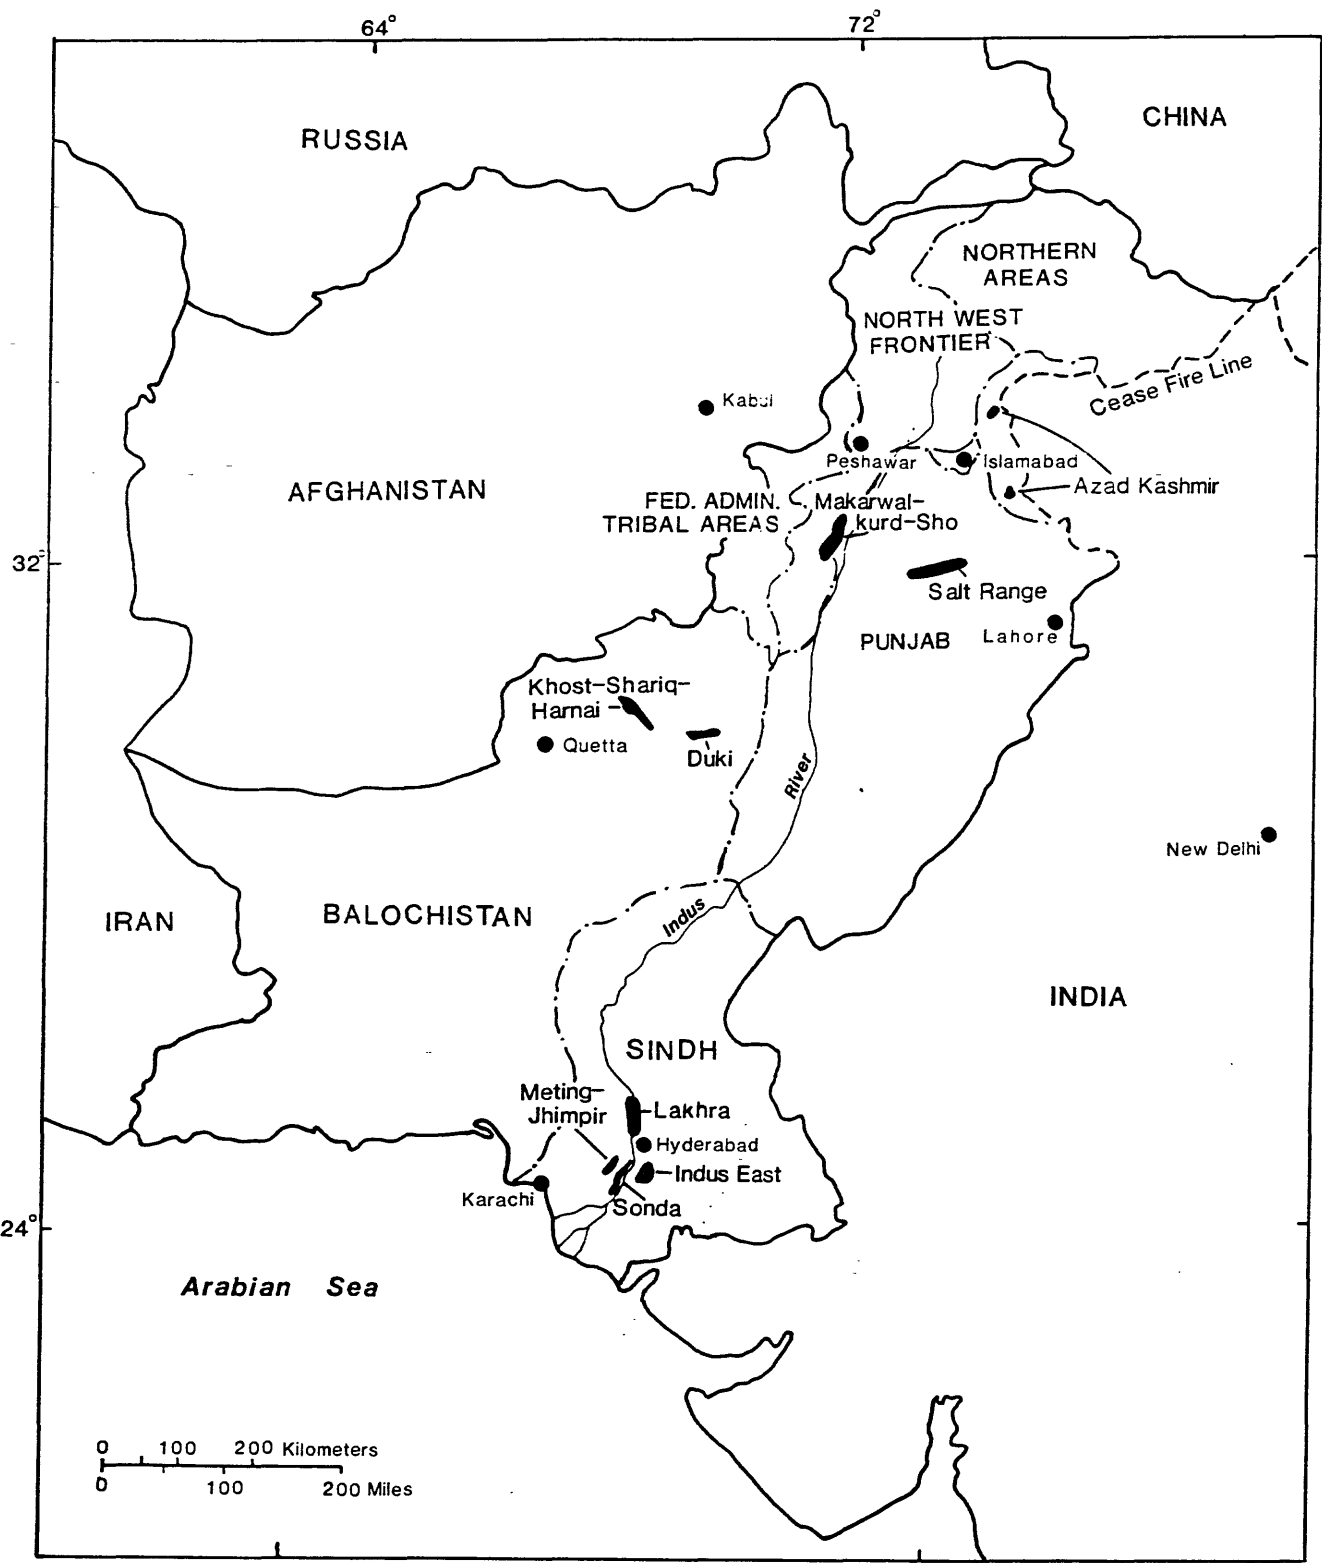 64°
72°
RUSSIA
CHINA
NORTHERN
AREAS
NORTH WEST
FRONTIER
Cease Fire Line
Kabul
Peshawar
Islamabad
Azad Kashmir
AFGHANISTAN
FED. ADMIN.
TRIBAL AREAS
Makarwal-
kurd-Sho
32°
Salt Range
PUNJAB
Lahore
Khost-Shariq-
Harnai
Quetta
Duki
River
New Delhi
IRAN
BALOCHISTAN
Indus
INDIA
SINDH
Meting-
Jhimpir
Lakhra
Hyderabad
Indus East
Karachi
Sonda
24°
Arabian Sea
0 100 200 Kilometers
0 100 200 Miles